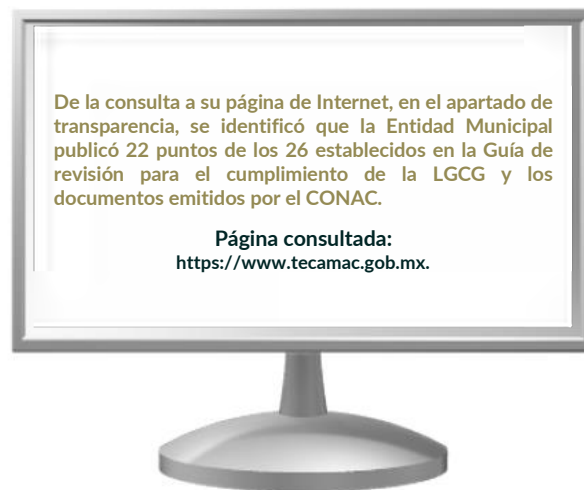 De la consulta a su página de Internet, en el apartado de
transparencia, se identificó que la Entidad Municipal
publicó 22 puntos de los 26 establecidos en la Guía de
revisión para el cumplimiento de la LGCG y los
documentos emitidos por el CONAC.
Página consultada:
https://www.tecamac.gob.mx.